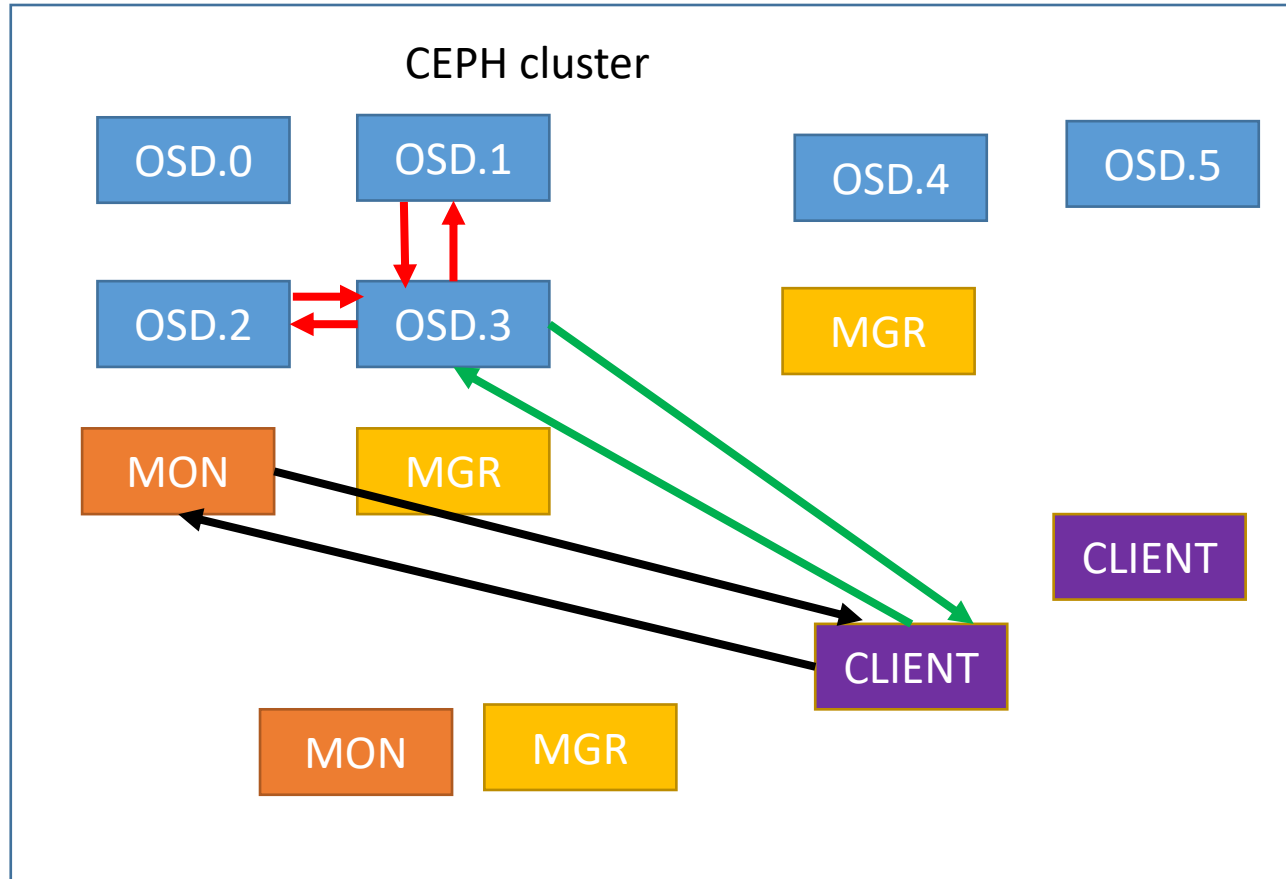 CEPH cluster
OSD.0
OSD.1
OSD.4
OSD.5
OSD.2
OSD.3
MGR
MON
MGR
CLIENT
CLIENT
MON
MGR